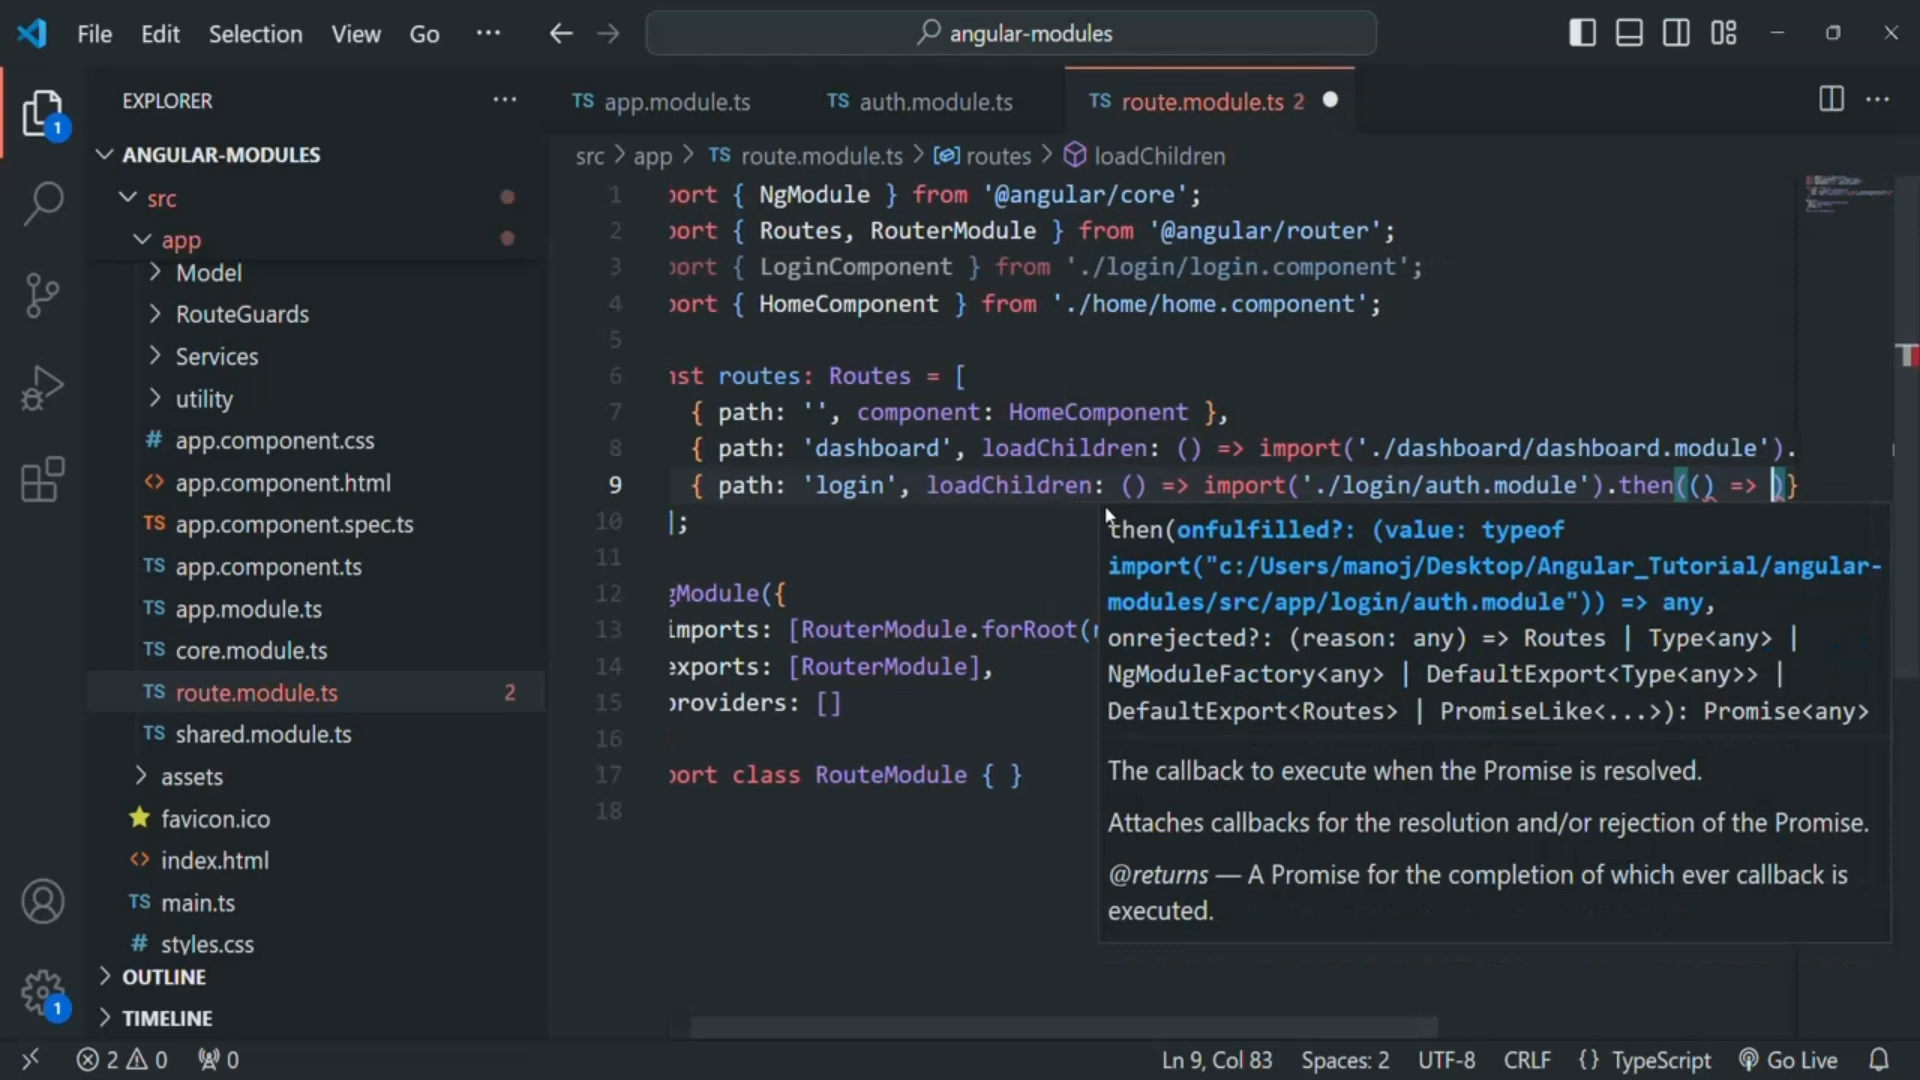 File Edit Selection View Go ··· angular-modules
EXPLORER ···
ANGULAR-MODULES
src
app
Model
RouteGuards
Services
utility
# app.component.css
<> app.component.html
TS app.component.spec.ts
TS app.component.ts
TS app.module.ts
TS core.module.ts
TS route.module.ts 2
TS shared.module.ts
assets
favicon.ico
<> index.html
TS main.ts
# styles.css
OUTLINE
TIMELINE
1
1
TS app.module.ts TS auth.module.ts TS route.module.ts 2
src > app > TS route.module.ts > routes > loadChildren
1 port { NgModule } from '@angular/core';
2 port { Routes, RouterModule } from '@angular/router';
3 port { LoginComponent } from './login/login.component';
4 port { HomeComponent } from './home/home.component';
5
6 nst routes: Routes = [
7 { path: '', component: HomeComponent },
8 { path: 'dashboard', loadChildren: () => import('./dashboard/dashboard.module').
9 { path: 'login', loadChildren: () => import('./login/auth.module').then(() => )}
10 ];
11
12 gModule({
13 imports: [RouterModule.forRoot(r
14 exports: [RouterModule],
15 providers: []
16
17 port class RouteModule { }
18
then(onfulfilled?: (value: typeof
import("c:/Users/manoj/Desktop/Angular_Tutorial/angular-
modules/src/app/login/auth.module")) => any,
onrejected?: (reason: any) => Routes | Type<any> |
NgModuleFactory<any> | DefaultExport<Type<any>> |
DefaultExport<Routes> | PromiseLike<...>): Promise<any>
The callback to execute when the Promise is resolved.
Attaches callbacks for the resolution and/or rejection of the Promise.
@returns — A Promise for the completion of which ever callback is
executed.
2 0 0 Ln 9, Col 83 Spaces: 2 UTF-8 CRLF {} TypeScript Go Live